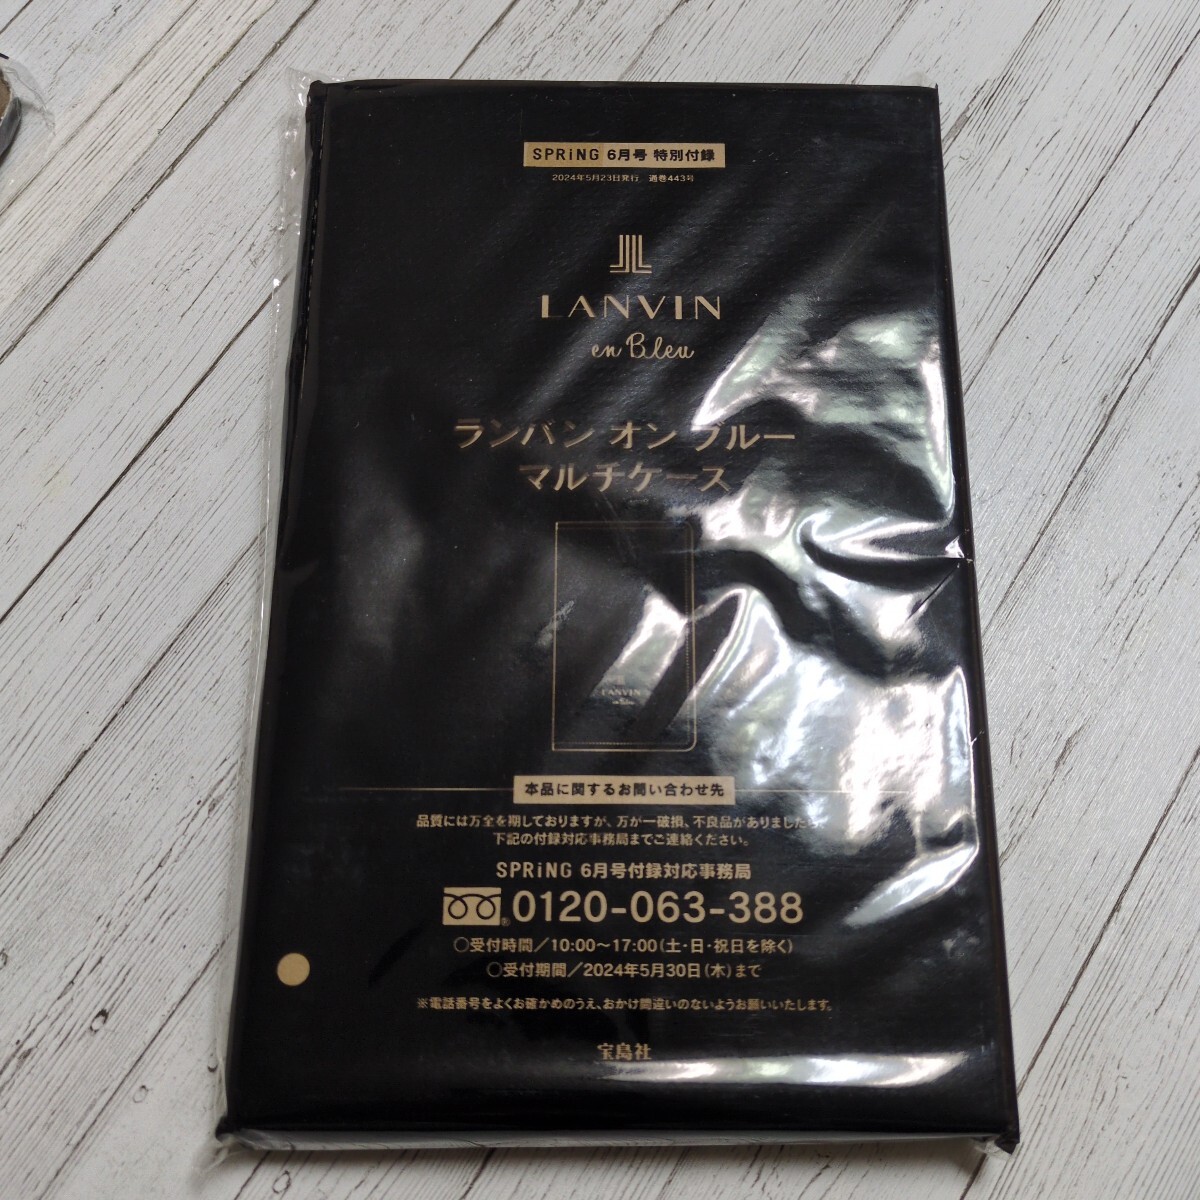 SPRiNG 6月号 特別付録
2024年5月23日発行 通巻443号
LANVIN
en Bleu
ランバン オン ブルー
マルチケース
LANVIN
en Bleu
本品に関するお問い合わせ先
品質には万全を期しておりますが、万が一破損、不良品がありましたら、
下記の付録対応事務局までご連絡ください。
SPRiNG 6月号付録対応事務局
0120-063-388
○受付時間／10:00〜17:00(土・日・祝日を除く)
○受付期間／2024年5月30日(木)まで
※電話番号をよくお確かめのうえ、おかけ間違いのないようお願いいたします。
宝島社